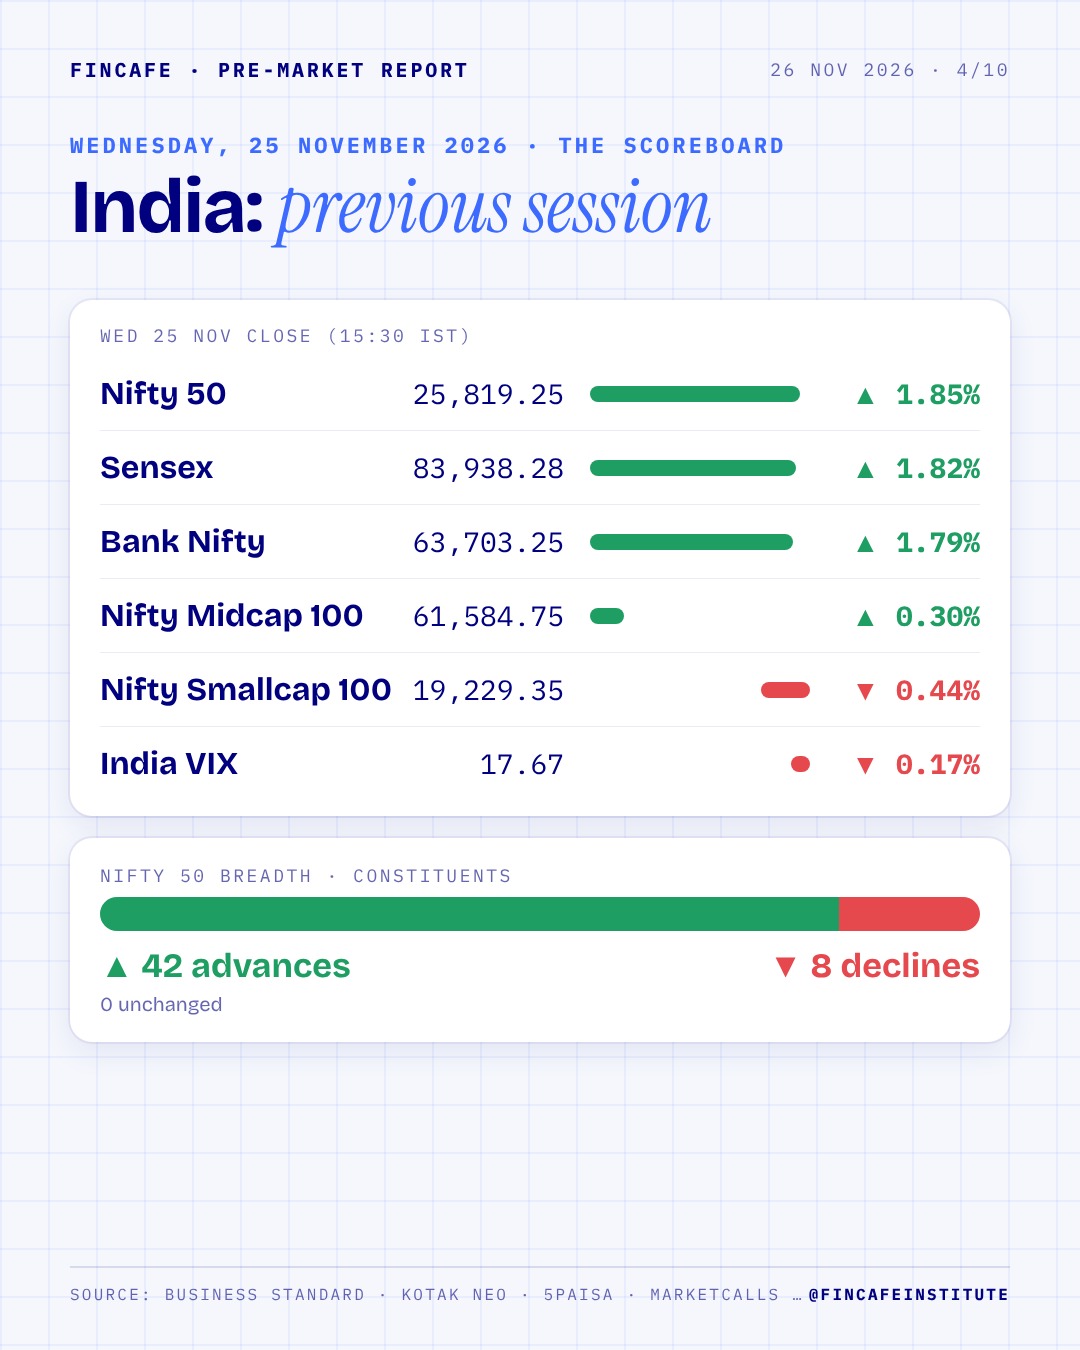 FINCAFE · PRE-MARKET REPORT 26 NOV 2026 · 4/10
WEDNESDAY, 25 NOVEMBER 2026 · THE SCOREBOARD
India: previous session
WED 25 NOV CLOSE (15:30 IST)
Nifty 50 25,819.25 ▲ 1.85%
Sensex 83,938.28 ▲ 1.82%
Bank Nifty 63,703.25 ▲ 1.79%
Nifty Midcap 100 61,584.75 ▲ 0.30%
Nifty Smallcap 100 19,229.35 ▼ 0.44%
India VIX 17.67 ▼ 0.17%
NIFTY 50 BREADTH · CONSTITUENTS
▲ 42 advances ▼ 8 declines
0 unchanged
SOURCE: BUSINESS STANDARD · KOTAK NEO · 5PAISA · MARKETCALLS … @FINCAFEINSTITUTE